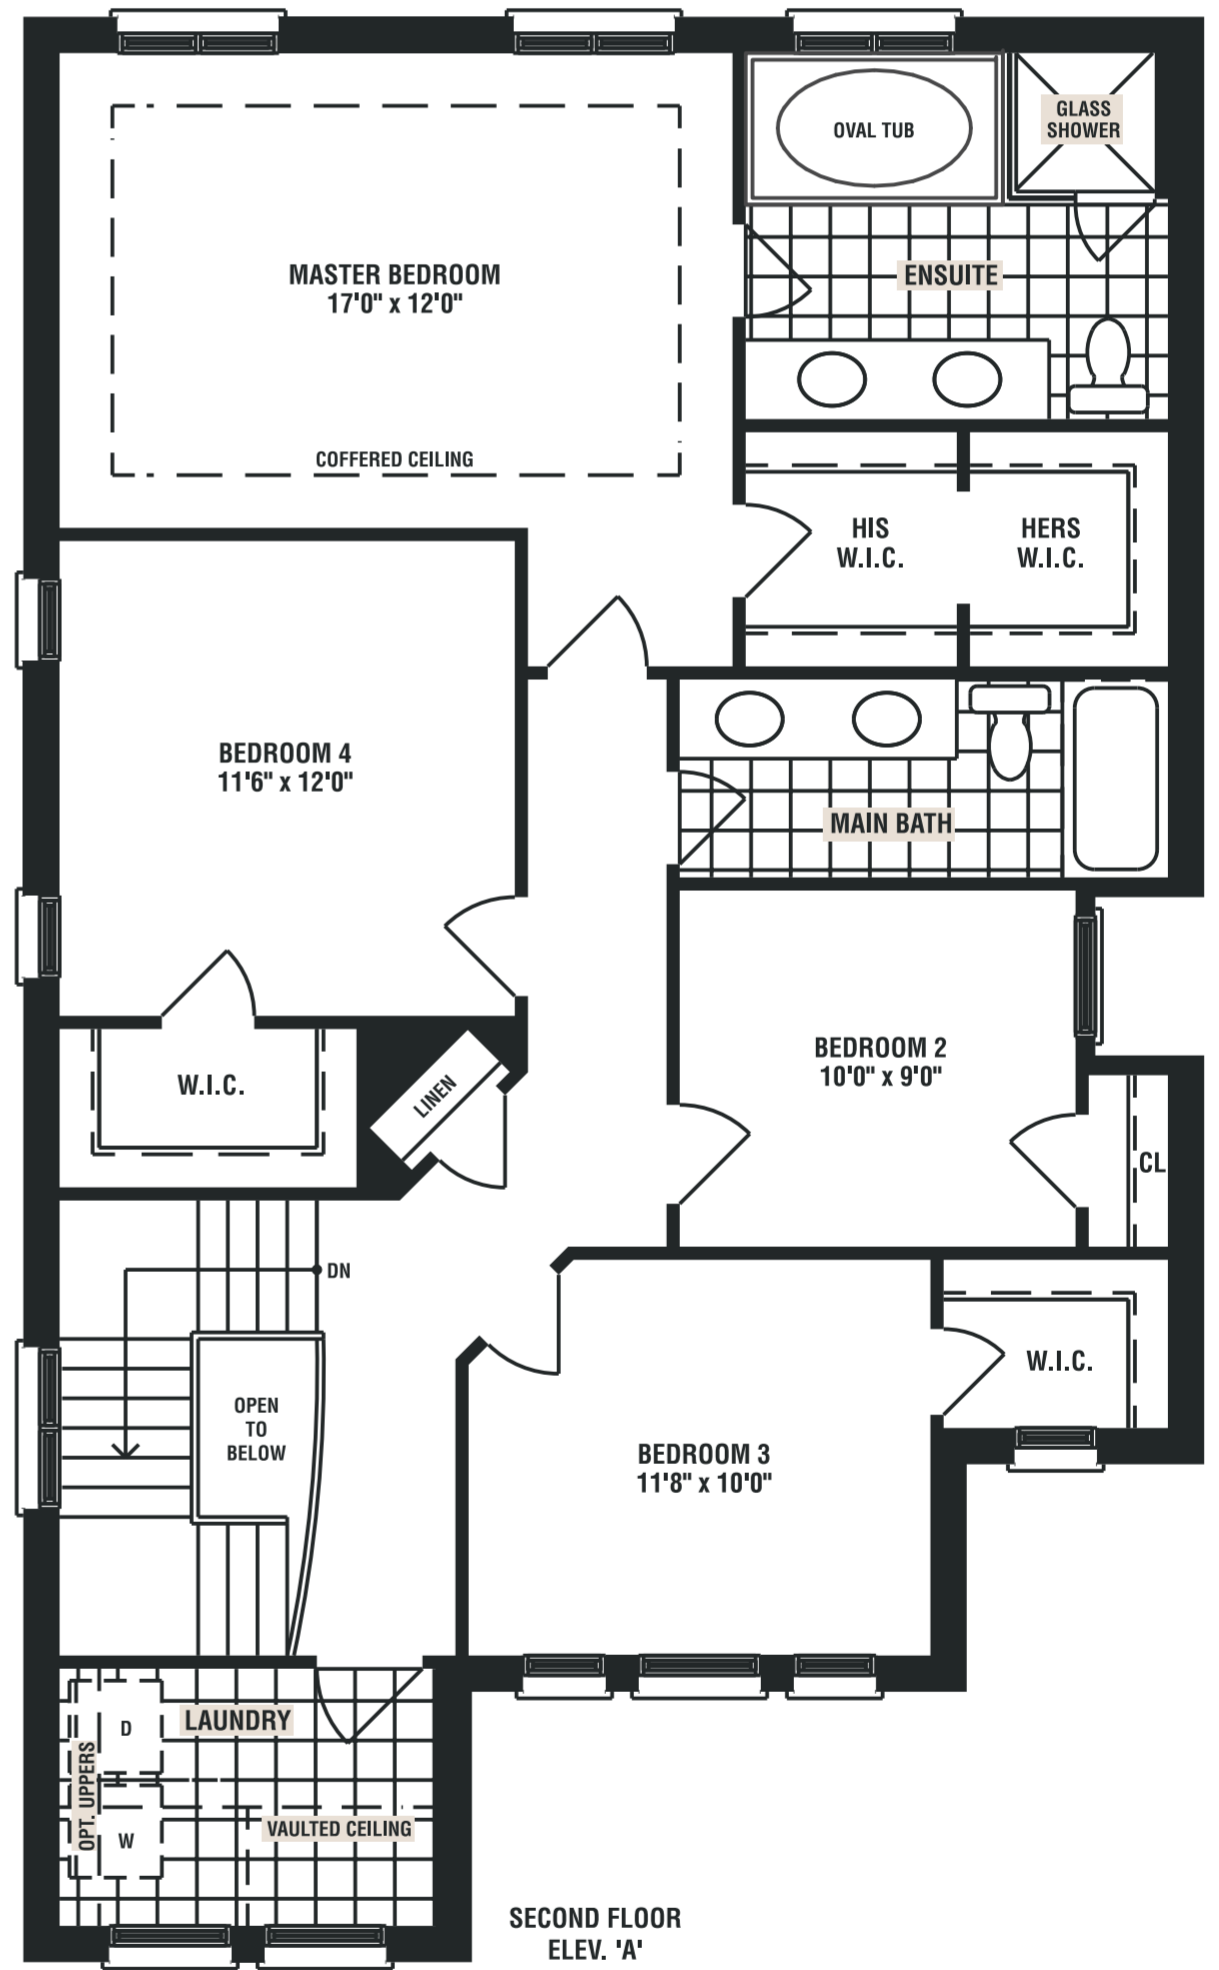 OVAL TUB
GLASS
SHOWER
MASTER BEDROOM
17'0" x 12'0"
ENSUITE
COFFERED CEILING
HIS
W.I.C.
HERS
W.I.C.
BEDROOM 4
11'6" x 12'0"
MAIN BATH
BEDROOM 2
10'0" x 9'0"
W.I.C.
LINEN
CL
DN
OPEN
TO
BELOW
W.I.C.
BEDROOM 3
11'8" x 10'0"
LAUNDRY
D
OPT. UPPERS
W
VAULTED CEILING
SECOND FLOOR
ELEV. 'A'